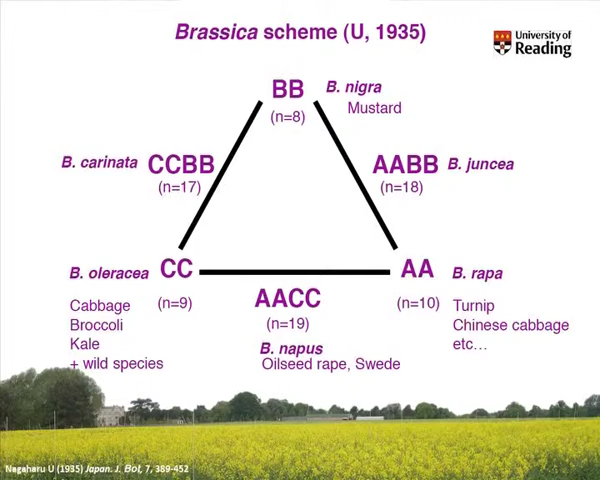 Brassica scheme (U, 1935)
University of
Reading
BB
B. nigra
(n=8)
Mustard
B. carinata
CCBB
(n=17)
AABB
B. juncea
(n=18)
B. oleracea
CC
(n=9)
Cabbage
Broccoli
Kale
+ wild species
AACC
(n=19)
B. napus
Oilseed rape, Swede
AA
B. rapa
(n=10)
Turnip
Chinese cabbage
etc…
Nagaharu U (1935) Japan. J. Bot, 7, 389-452